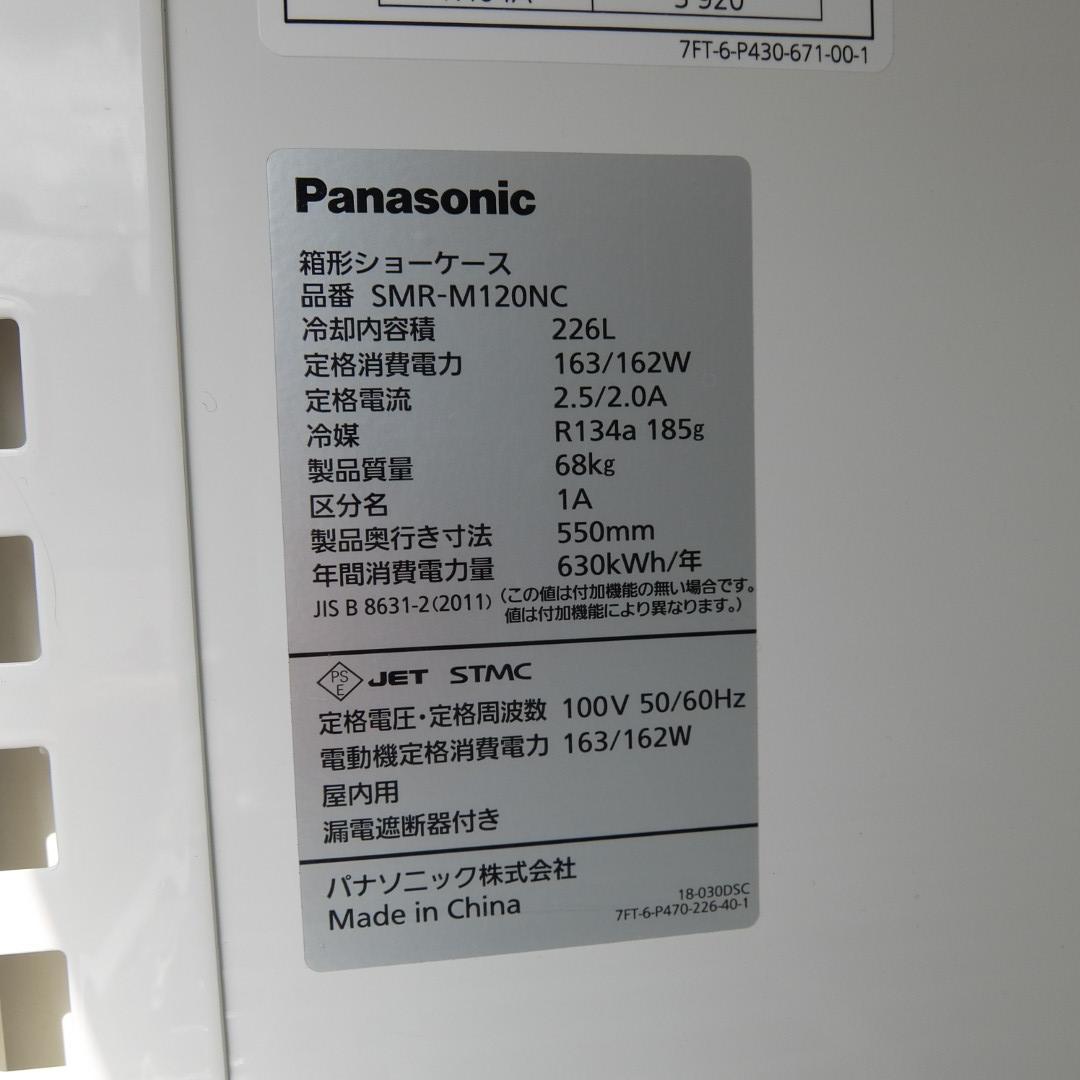 5 920
7FT-6-P430-671-00-1
Panasonic
箱形ショーケース
品番 SMR-M120NC
冷却内容積 226L
定格消費電力 163/162W
定格電流 2.5/2.0A
冷媒 R134a 185g
製品質量 68kg
区分名 1A
製品奥行き寸法 550mm
年間消費電力量 630kWh/年
JIS B 8631-2(2011) (この値は付加機能の無い場合です。
値は付加機能により異なります。)
PS
E
JET STMC
定格電圧・定格周波数 100V 50/60Hz
電動機定格消費電力 163/162W
屋内用
漏電遮断器付き
パナソニック株式会社
Made in China
18-030DSC
7FT-6-P470-226-40-1